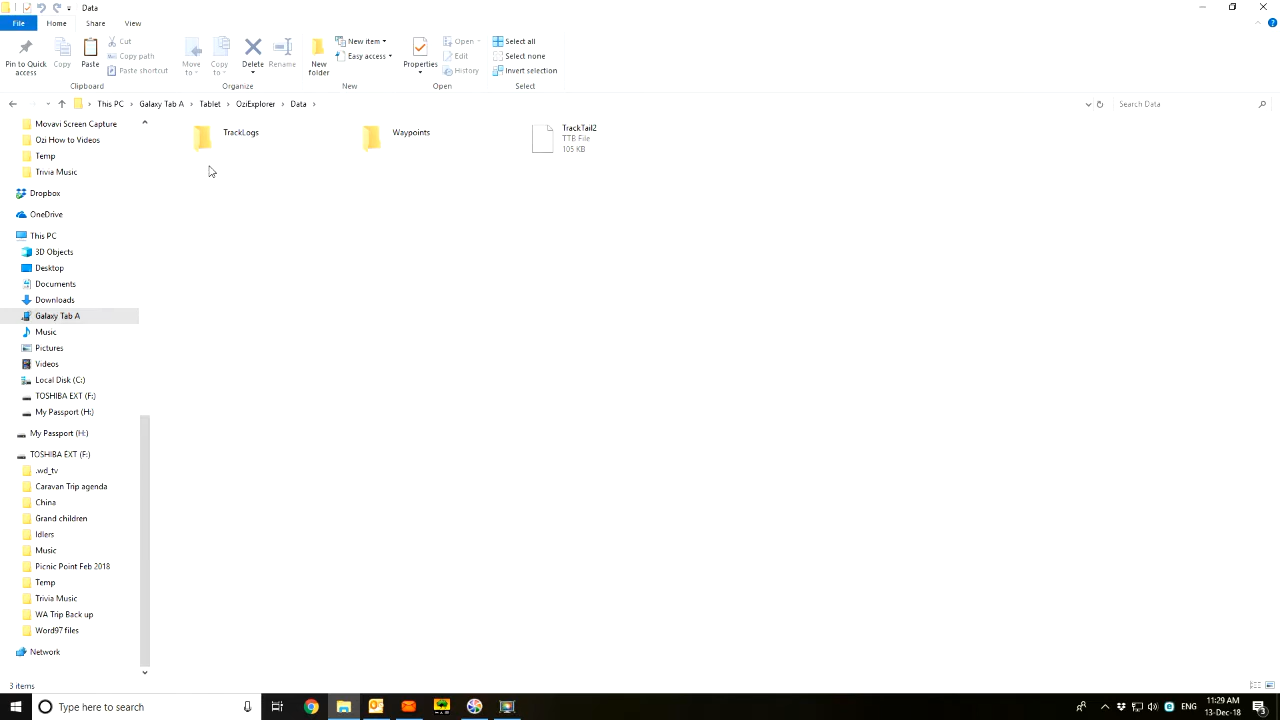 Data
File
Home
Share
View
Pin to Quick access
Copy
Paste
Cut
Copy path
Paste shortcut
Clipboard
Move to
Copy to
Delete
Rename
Organize
New folder
New item
Easy access
New
Properties
Open
Edit
History
Open
Select all
Select none
Invert selection
Select
This PC
Galaxy Tab A
Tablet
OziExplorer
Data
Search Data
Movavi Screen Capture
Ozi How to Videos
Temp
Trivia Music
Dropbox
OneDrive
This PC
3D Objects
Desktop
Documents
Downloads
Galaxy Tab A
Music
Pictures
Videos
Local Disk (C:)
TOSHIBA EXT (F:)
My Passport (H:)
My Passport (H:)
TOSHIBA EXT (F:)
.wd_tv
Caravan Trip agenda
China
Grand children
Idlers
Music
Picnic Point Feb 2018
Temp
Trivia Music
WA Trip Back up
Word97 files
Network
TrackLogs
Waypoints
TrackTail2
TTB File
105 KB
3 items
Type here to search
ENG
11:29 AM
13-Dec-18
3